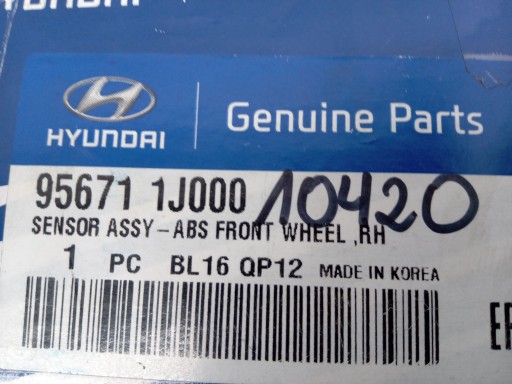 HYUNDAI
HYUNDAI
Genuine Parts
95671 1J000 10420
SENSOR ASSY-ABS FRONT WHEEL ,RH
1 PC BL16 QP12 MADE IN KOREA